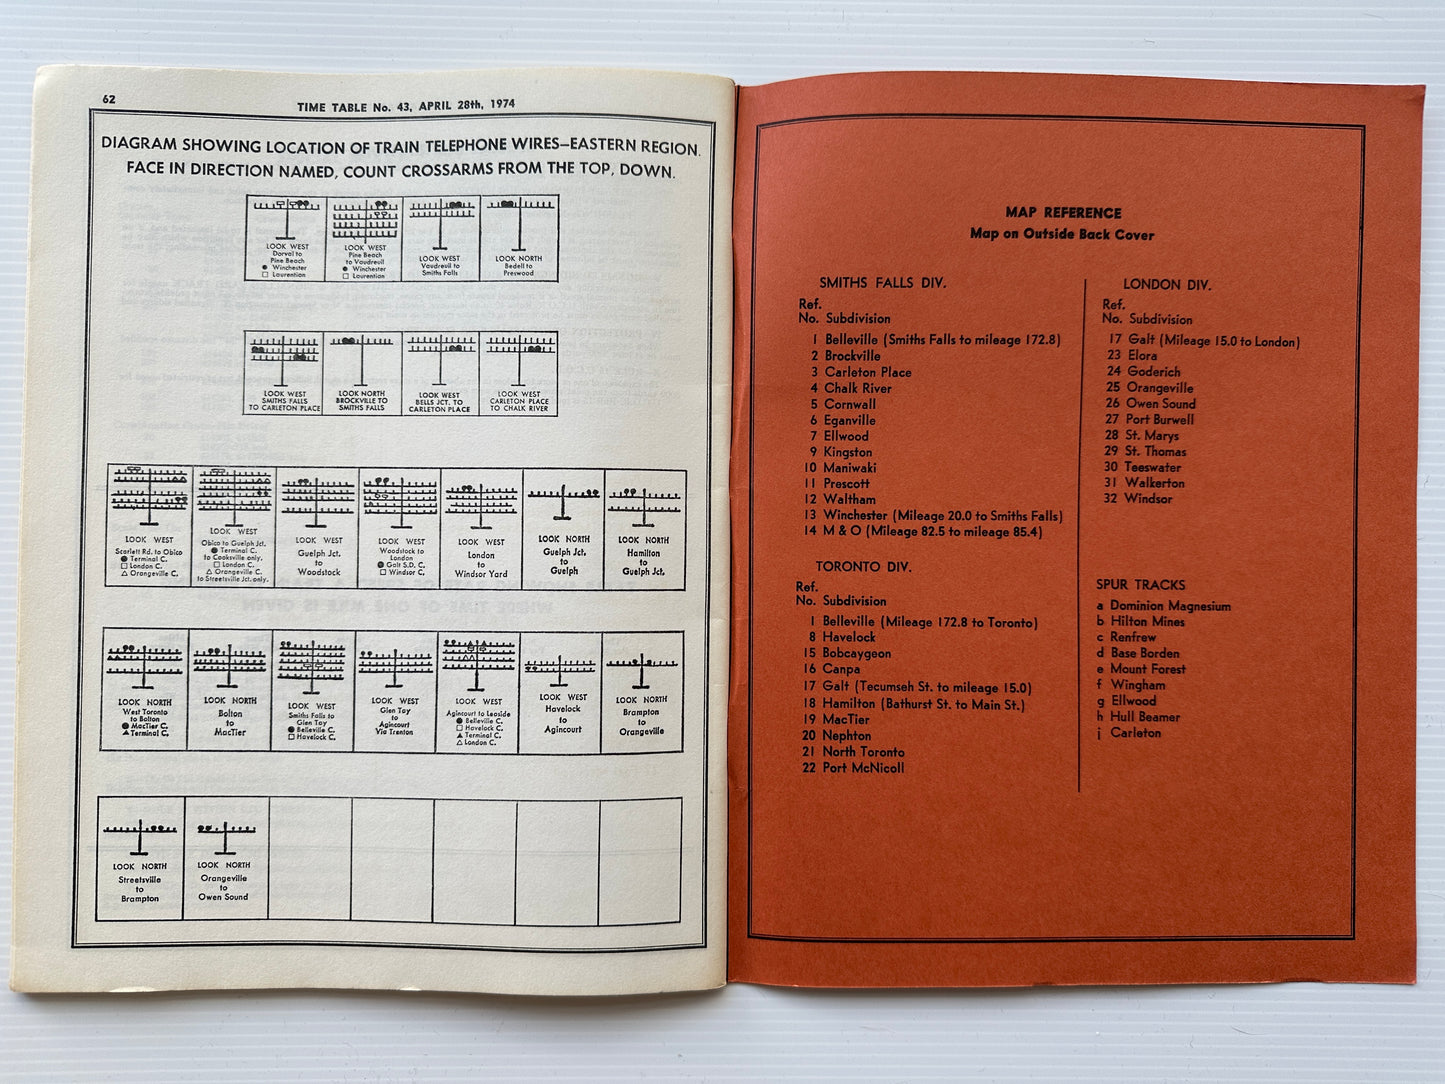 62
TIME TABLE No. 43, APRIL 28th, 1974
DIAGRAM SHOWING LOCATION OF TRAIN TELEPHONE WIRES—EASTERN REGION.
FACE IN DIRECTION NAMED, COUNT CROSSARMS FROM THE TOP, DOWN.
LOOK WEST
Dorval to
Pine Beach
● Winchester
□ Laurentian
LOOK WEST
Pine Beach
to Vaudreuil
● Winchester
□ Laurentian
LOOK WEST
Vaudreuil to
Smiths Falls
LOOK NORTH
Bedell to
Prescott
LOOK WEST
SMITHS FALLS
TO CARLETON PLACE
LOOK NORTH
BROCKVILLE TO
SMITHS FALLS
LOOK WEST
BELLS JCT. TO
CARLETON PLACE
LOOK WEST
CARLETON PLACE
TO CHALK RIVER
LOOK WEST
Scarlett Rd. to Obico
● Terminal C.
□ London C.
△ Orangeville C.
LOOK WEST
Obico to Guelph Jct.
● Terminal C.
to Cooksville only.
□ London C.
△ Orangeville C.
to Streetsville Jct. only.
LOOK WEST
Guelph Jct.
to
Woodstock
LOOK WEST
Woodstock to
London
● Galt S.D. C.
□ Windsor C.
LOOK WEST
London
to
Windsor Yard
LOOK NORTH
Guelph Jct.
to
Guelph
LOOK NORTH
Hamilton
to
Guelph Jct.
LOOK NORTH
West Toronto
to Bolton
● MacTier C.
▲ Terminal C.
LOOK NORTH
Bolton
to
MacTier
LOOK WEST
Smiths Falls to
Glen Tay
● Belleville C.
□ Havelock C.
LOOK WEST
Glen Tay
to
Agincourt
Via Trenton
LOOK WEST
Agincourt to Leaside
● Belleville C.
□ Havelock C.
▲ Terminal C.
△ London C.
LOOK WEST
Havelock
to
Agincourt
LOOK NORTH
Brampton
to
Orangeville
LOOK NORTH
Streetsville
to
Brampton
LOOK NORTH
Orangeville
to
Owen Sound
MAP REFERENCE
Map on Outside Back Cover
SMITHS FALLS DIV.
Ref.
No. Subdivision
1 Belleville (Smiths Falls to mileage 172.8)
2 Brockville
3 Carleton Place
4 Chalk River
5 Cornwall
6 Eganville
7 Ellwood
9 Kingston
10 Maniwaki
11 Prescott
12 Waltham
13 Winchester (Mileage 20.0 to Smiths Falls)
14 M & O (Mileage 82.5 to mileage 85.4)
TORONTO DIV.
Ref.
No. Subdivision
1 Belleville (Mileage 172.8 to Toronto)
8 Havelock
15 Bobcaygeon
16 Canpa
17 Galt (Tecumseh St. to mileage 15.0)
18 Hamilton (Bathurst St. to Main St.)
19 MacTier
20 Nephton
21 North Toronto
22 Port McNicoll
LONDON DIV.
Ref.
No. Subdivision
17 Galt (Mileage 15.0 to London)
23 Elora
24 Goderich
25 Orangeville
26 Owen Sound
27 Port Burwell
28 St. Marys
29 St. Thomas
30 Teeswater
31 Walkerton
32 Windsor
SPUR TRACKS
a Dominion Magnesium
b Hilton Mines
c Renfrew
d Base Borden
e Mount Forest
f Wingham
g Ellwood
h Hull Beamer
j Carleton